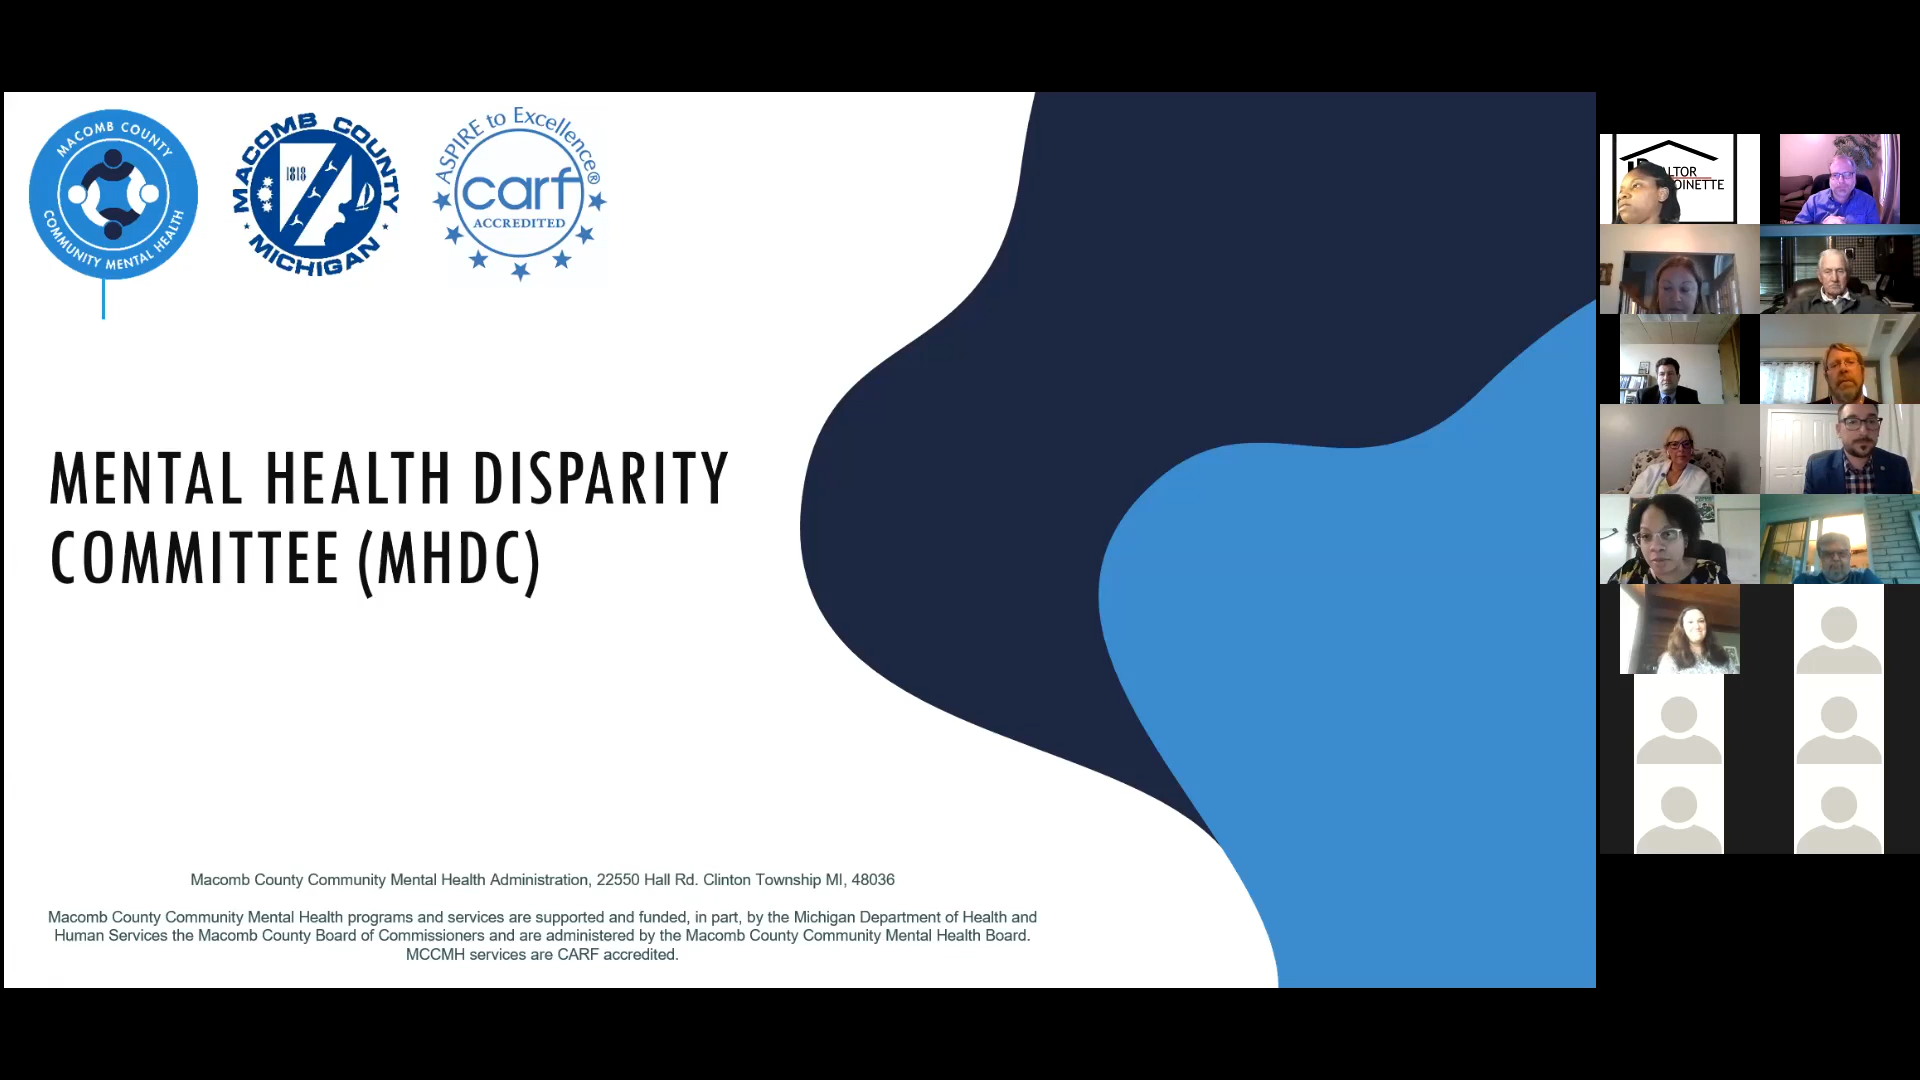 MACOMB COUNTY
COMMUNITY MENTAL HEALTH
MACOMB COUNTY
1818
MICHIGAN
ASPIRE to Excellence®
carf
ACCREDITED
MENTAL HEALTH DISPARITY
COMMITTEE (MHDC)
Macomb County Community Mental Health Administration, 22550 Hall Rd. Clinton Township MI, 48036
Macomb County Community Mental Health programs and services are supported and funded, in part, by the Michigan Department of Health and
Human Services the Macomb County Board of Commissioners and are administered by the Macomb County Community Mental Health Board.
MCCMH services are CARF accredited.